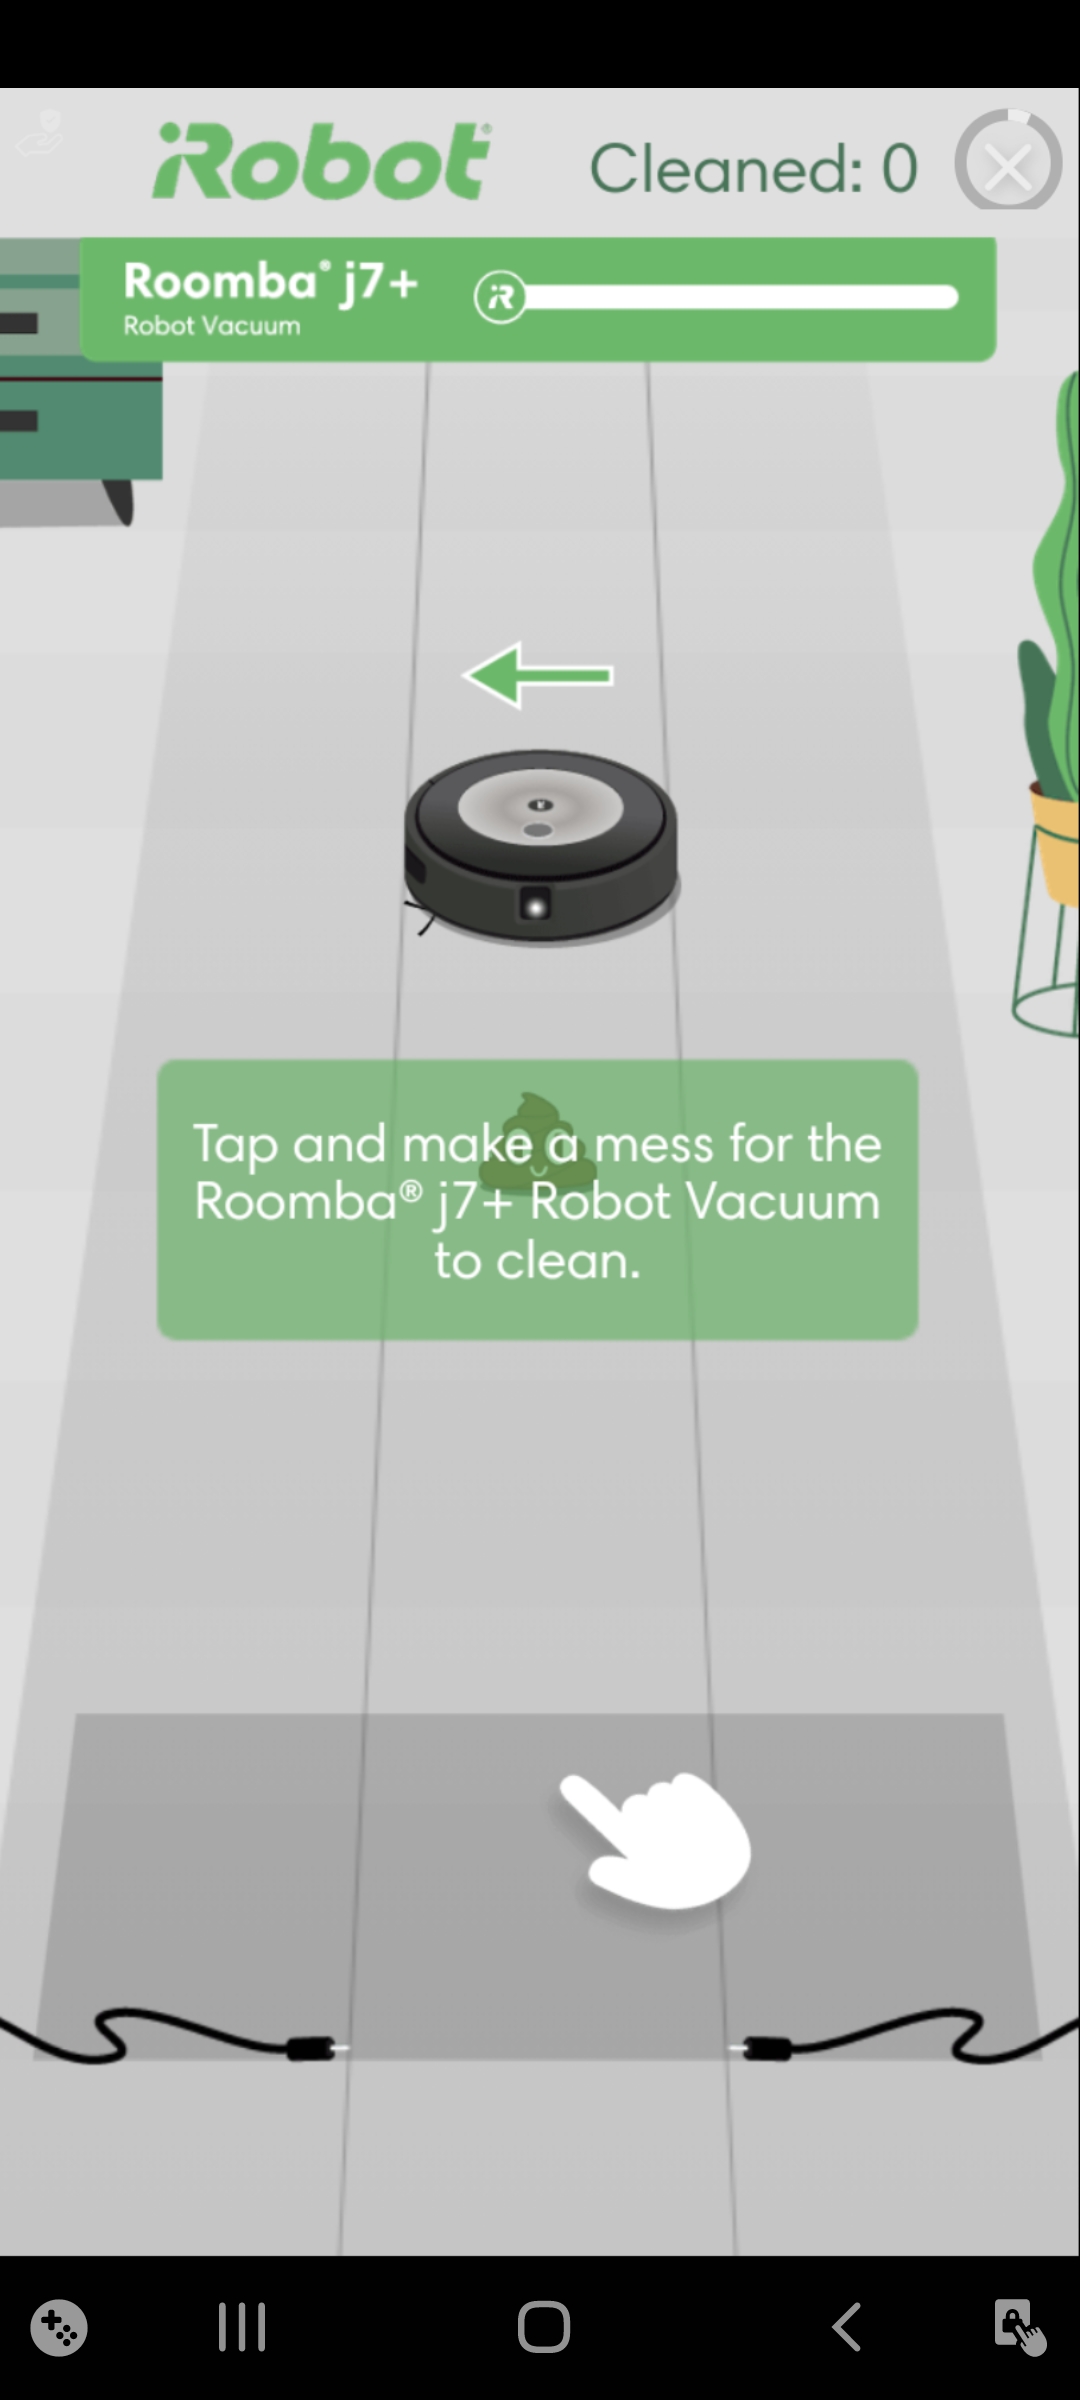 iRobot®
Cleaned: 0
Roomba® j7+
Robot Vacuum
Tap and make a mess for the
Roomba® j7+ Robot Vacuum
to clean.